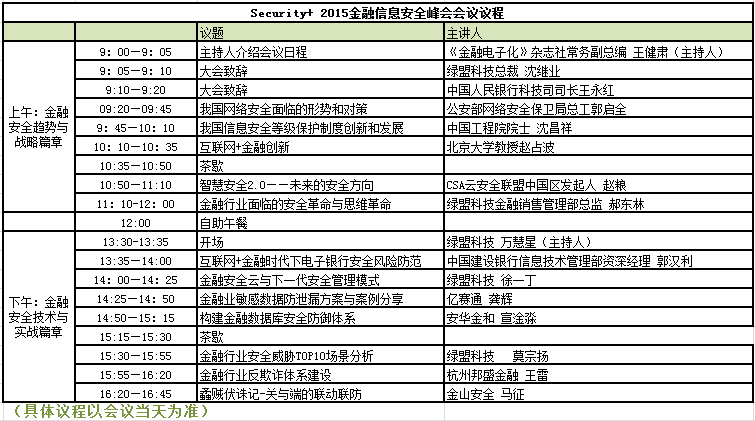 Security+ 2015金融信息安全峰会会议议程
议题 主讲人
上午：金融安全趋势与战略篇章
9：00—9：05 主持人介绍会议日程 《金融电子化》杂志社常务副总编 王健肃（主持人）
9：05—9：10 大会致辞 绿盟科技总裁 沈继业
9:10—9:20 大会致辞 中国人民银行科技司司长王永红
09:20—09:45 我国网络安全面临的形势和对策 公安部网络安全保卫局总工郭启全
9：45—10：10 我国信息安全等级保护制度创新和发展 中国工程院院士 沈昌祥
10：10—10：35 互联网+金融创新 北京大学教授赵占波
10:35—10:50 茶歇
10:50—11:10 智慧安全2.0——未来的安全方向 CSA云安全联盟中国区发起人 赵粮
11：10-12：00 金融行业面临的安全革命与思维革命 绿盟科技金融销售管理部总监 郝东林
12:00 自助午餐
下午：金融安全技术与实战篇章
13:30-13:35 开场 绿盟科技 万慧星（主持人）
13:35—14:00 互联网+金融时代下电子银行安全风险防范 中国建设银行信息技术管理部资深经理 郭汉利
14：00—14：25 金融安全云与下一代安全管理模式 绿盟科技 徐一丁
14:25—14：50 金融业敏感数据防泄漏方案与案例分享 亿赛通 龚辉
14:50—15；15 构建金融数据库安全防御体系 安华金和 宣淦淼
15:15—15:30 茶歇
15:30—15:55 金融行业安全威胁TOP10场景分析 绿盟科技 莫宗扬
15:55—16:20 金融行业反欺诈体系建设 杭州邦盛金融 王雷
16:20—16:45 蠡贼伏诛记-关与端的联动联防 金山安全 马征
（具体议程以会议当天为准）